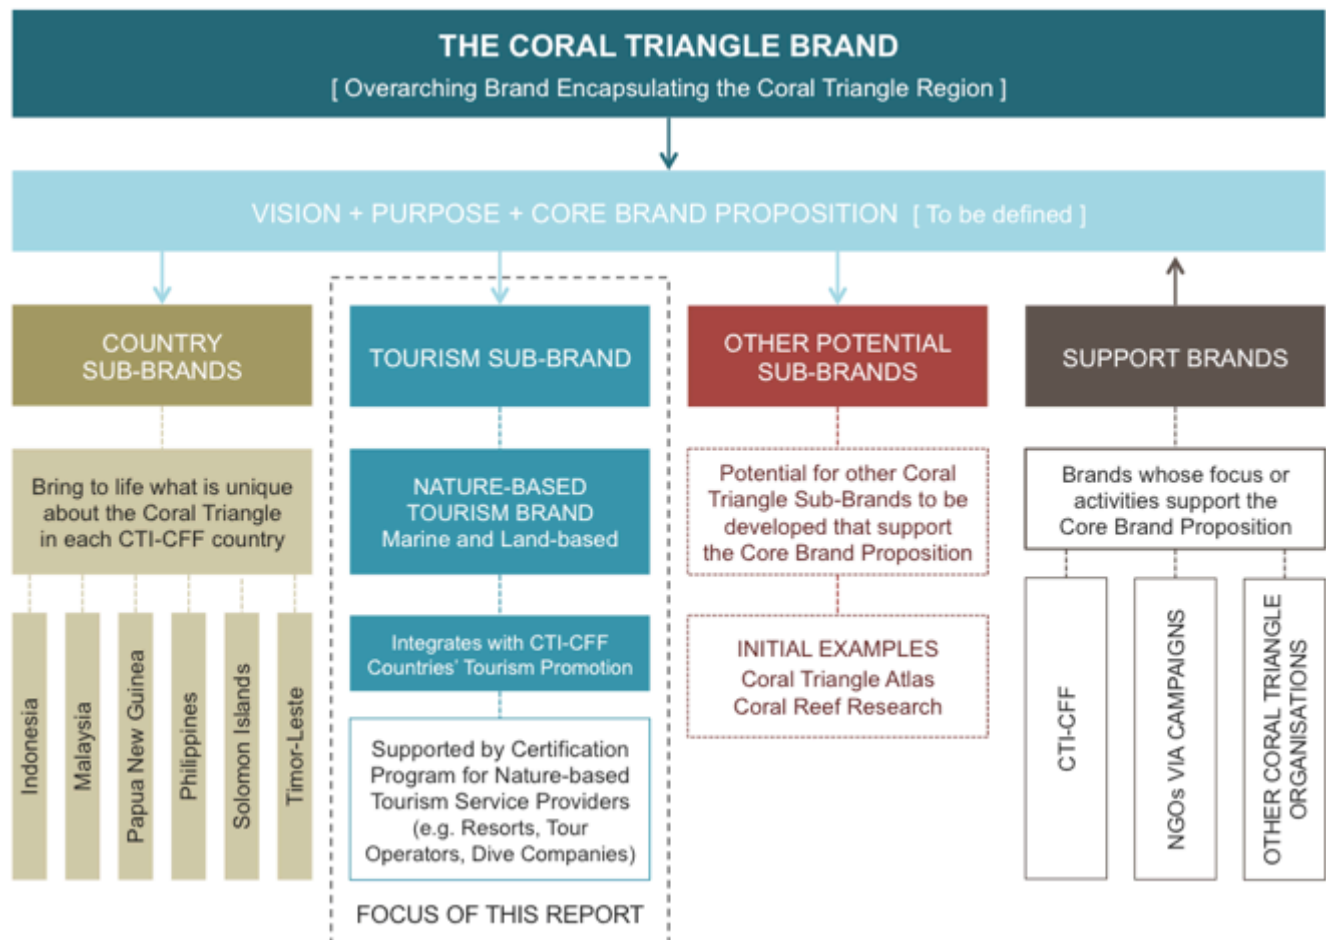 THE CORAL TRIANGLE BRAND
[ Overarching Brand Encapsulating the Coral Triangle Region ]
VISION + PURPOSE + CORE BRAND PROPOSITION [ To be defined ]
COUNTRY
SUB-BRANDS
Bring to life what is unique
about the Coral Triangle
in each CTI-CFF country
Indonesia
Malaysia
Papua New Guinea
Philippines
Solomon Islands
Timor-Leste
TOURISM SUB-BRAND
NATURE-BASED
TOURISM BRAND
Marine and Land-based
Integrates with CTI-CFF
Countries' Tourism Promotion
Supported by Certification
Program for Nature-based
Tourism Service Providers
(e.g. Resorts, Tour
Operators, Dive Companies)
FOCUS OF THIS REPORT
OTHER POTENTIAL
SUB-BRANDS
Potential for other Coral
Triangle Sub-Brands to be
developed that support
the Core Brand Proposition
INITIAL EXAMPLES
Coral Triangle Atlas
Coral Reef Research
SUPPORT BRANDS
Brands whose focus or
activities support the
Core Brand Proposition
CTI-CFF
NGOs VIA CAMPAIGNS
OTHER CORAL TRIANGLE
ORGANISATIONS